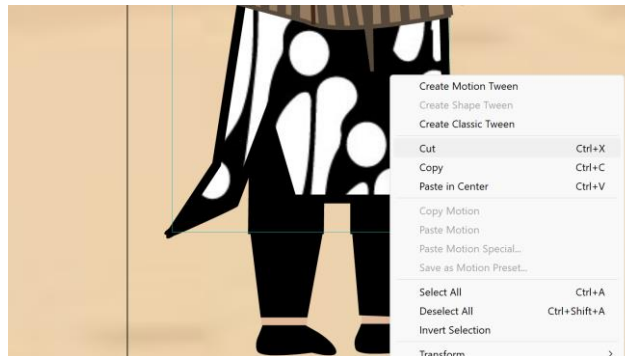 Create Motion Tween
Create Shape Tween
Create Classic Tween
Cut Ctrl+X
Copy Ctrl+C
Paste in Center Ctrl+V
Copy Motion
Paste Motion
Paste Motion Special...
Save as Motion Preset...
Select All Ctrl+A
Deselect All Ctrl+Shift+A
Invert Selection
Transform